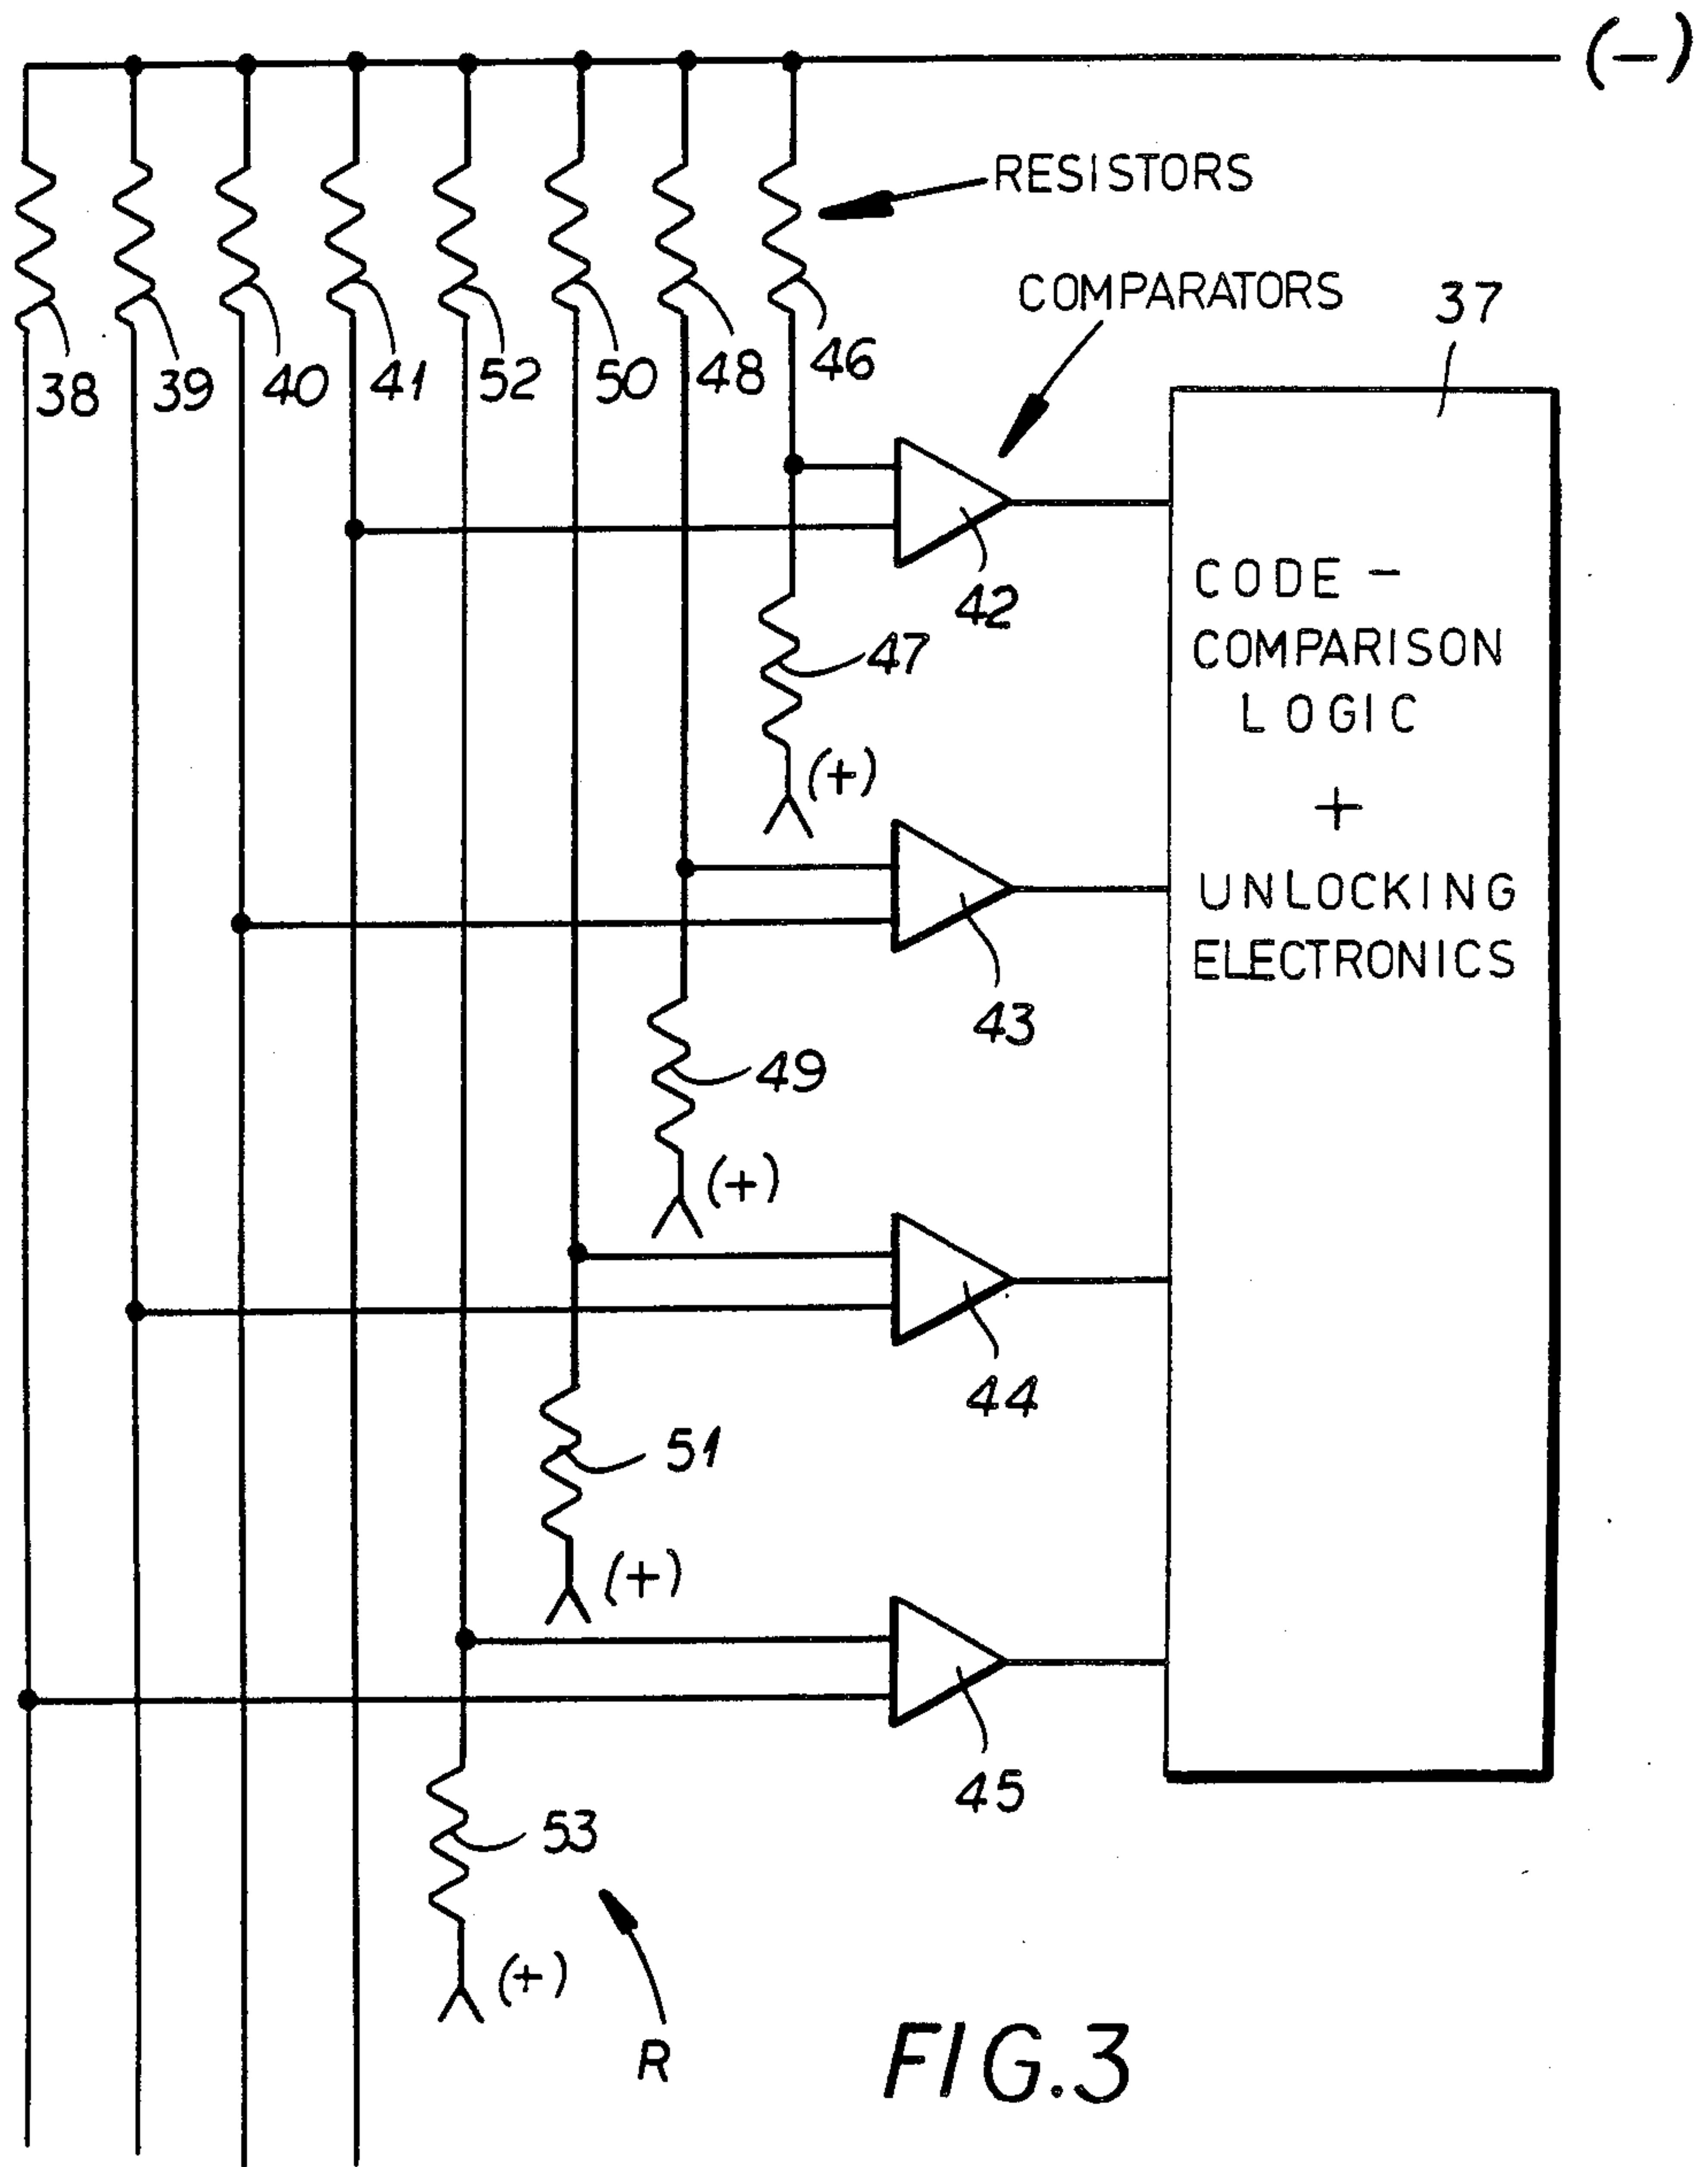 (-)
RESISTORS
COMPARATORS
37
38
39
40
41
52
50
48
46
42
47
(+)
CODE-
COMPARISON
LOGIC
+
UNLOCKING
ELECTRONICS
43
49
(+)
44
51
(+)
45
53
(+)
R
FIG.3